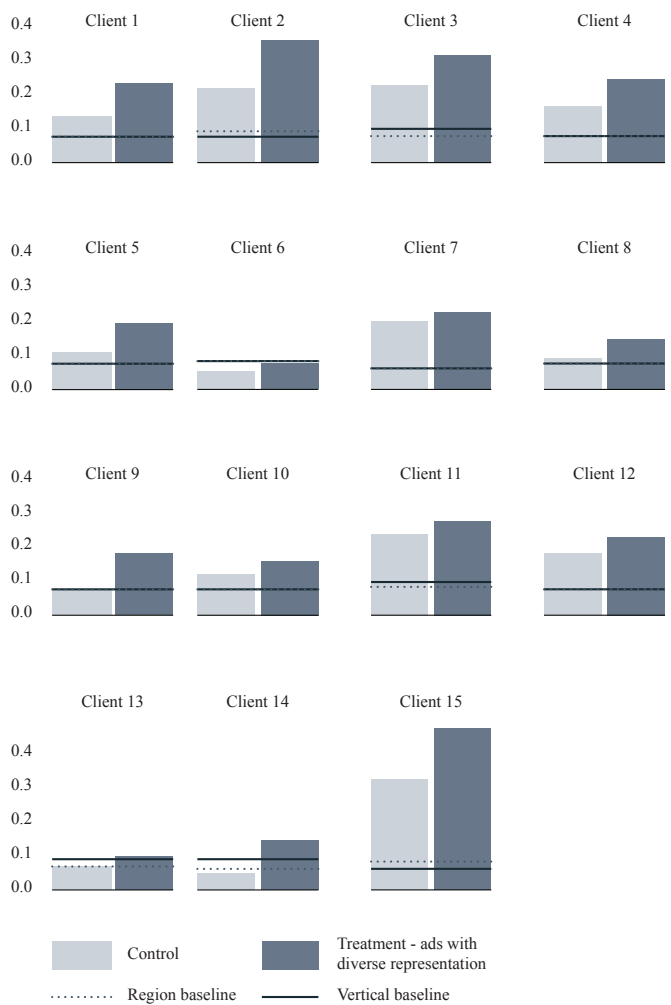 Client 1 Client 2 Client 3 Client 4
0.4
0.3
0.2
0.1
0.0
Client 5 Client 6 Client 7 Client 8
0.4
0.3
0.2
0.1
0.0
Client 9 Client 10 Client 11 Client 12
0.4
0.3
0.2
0.1
0.0
Client 13 Client 14 Client 15
0.4
0.3
0.2
0.1
0.0
Control
Treatment - ads with
diverse representation
Region baseline
Vertical baseline